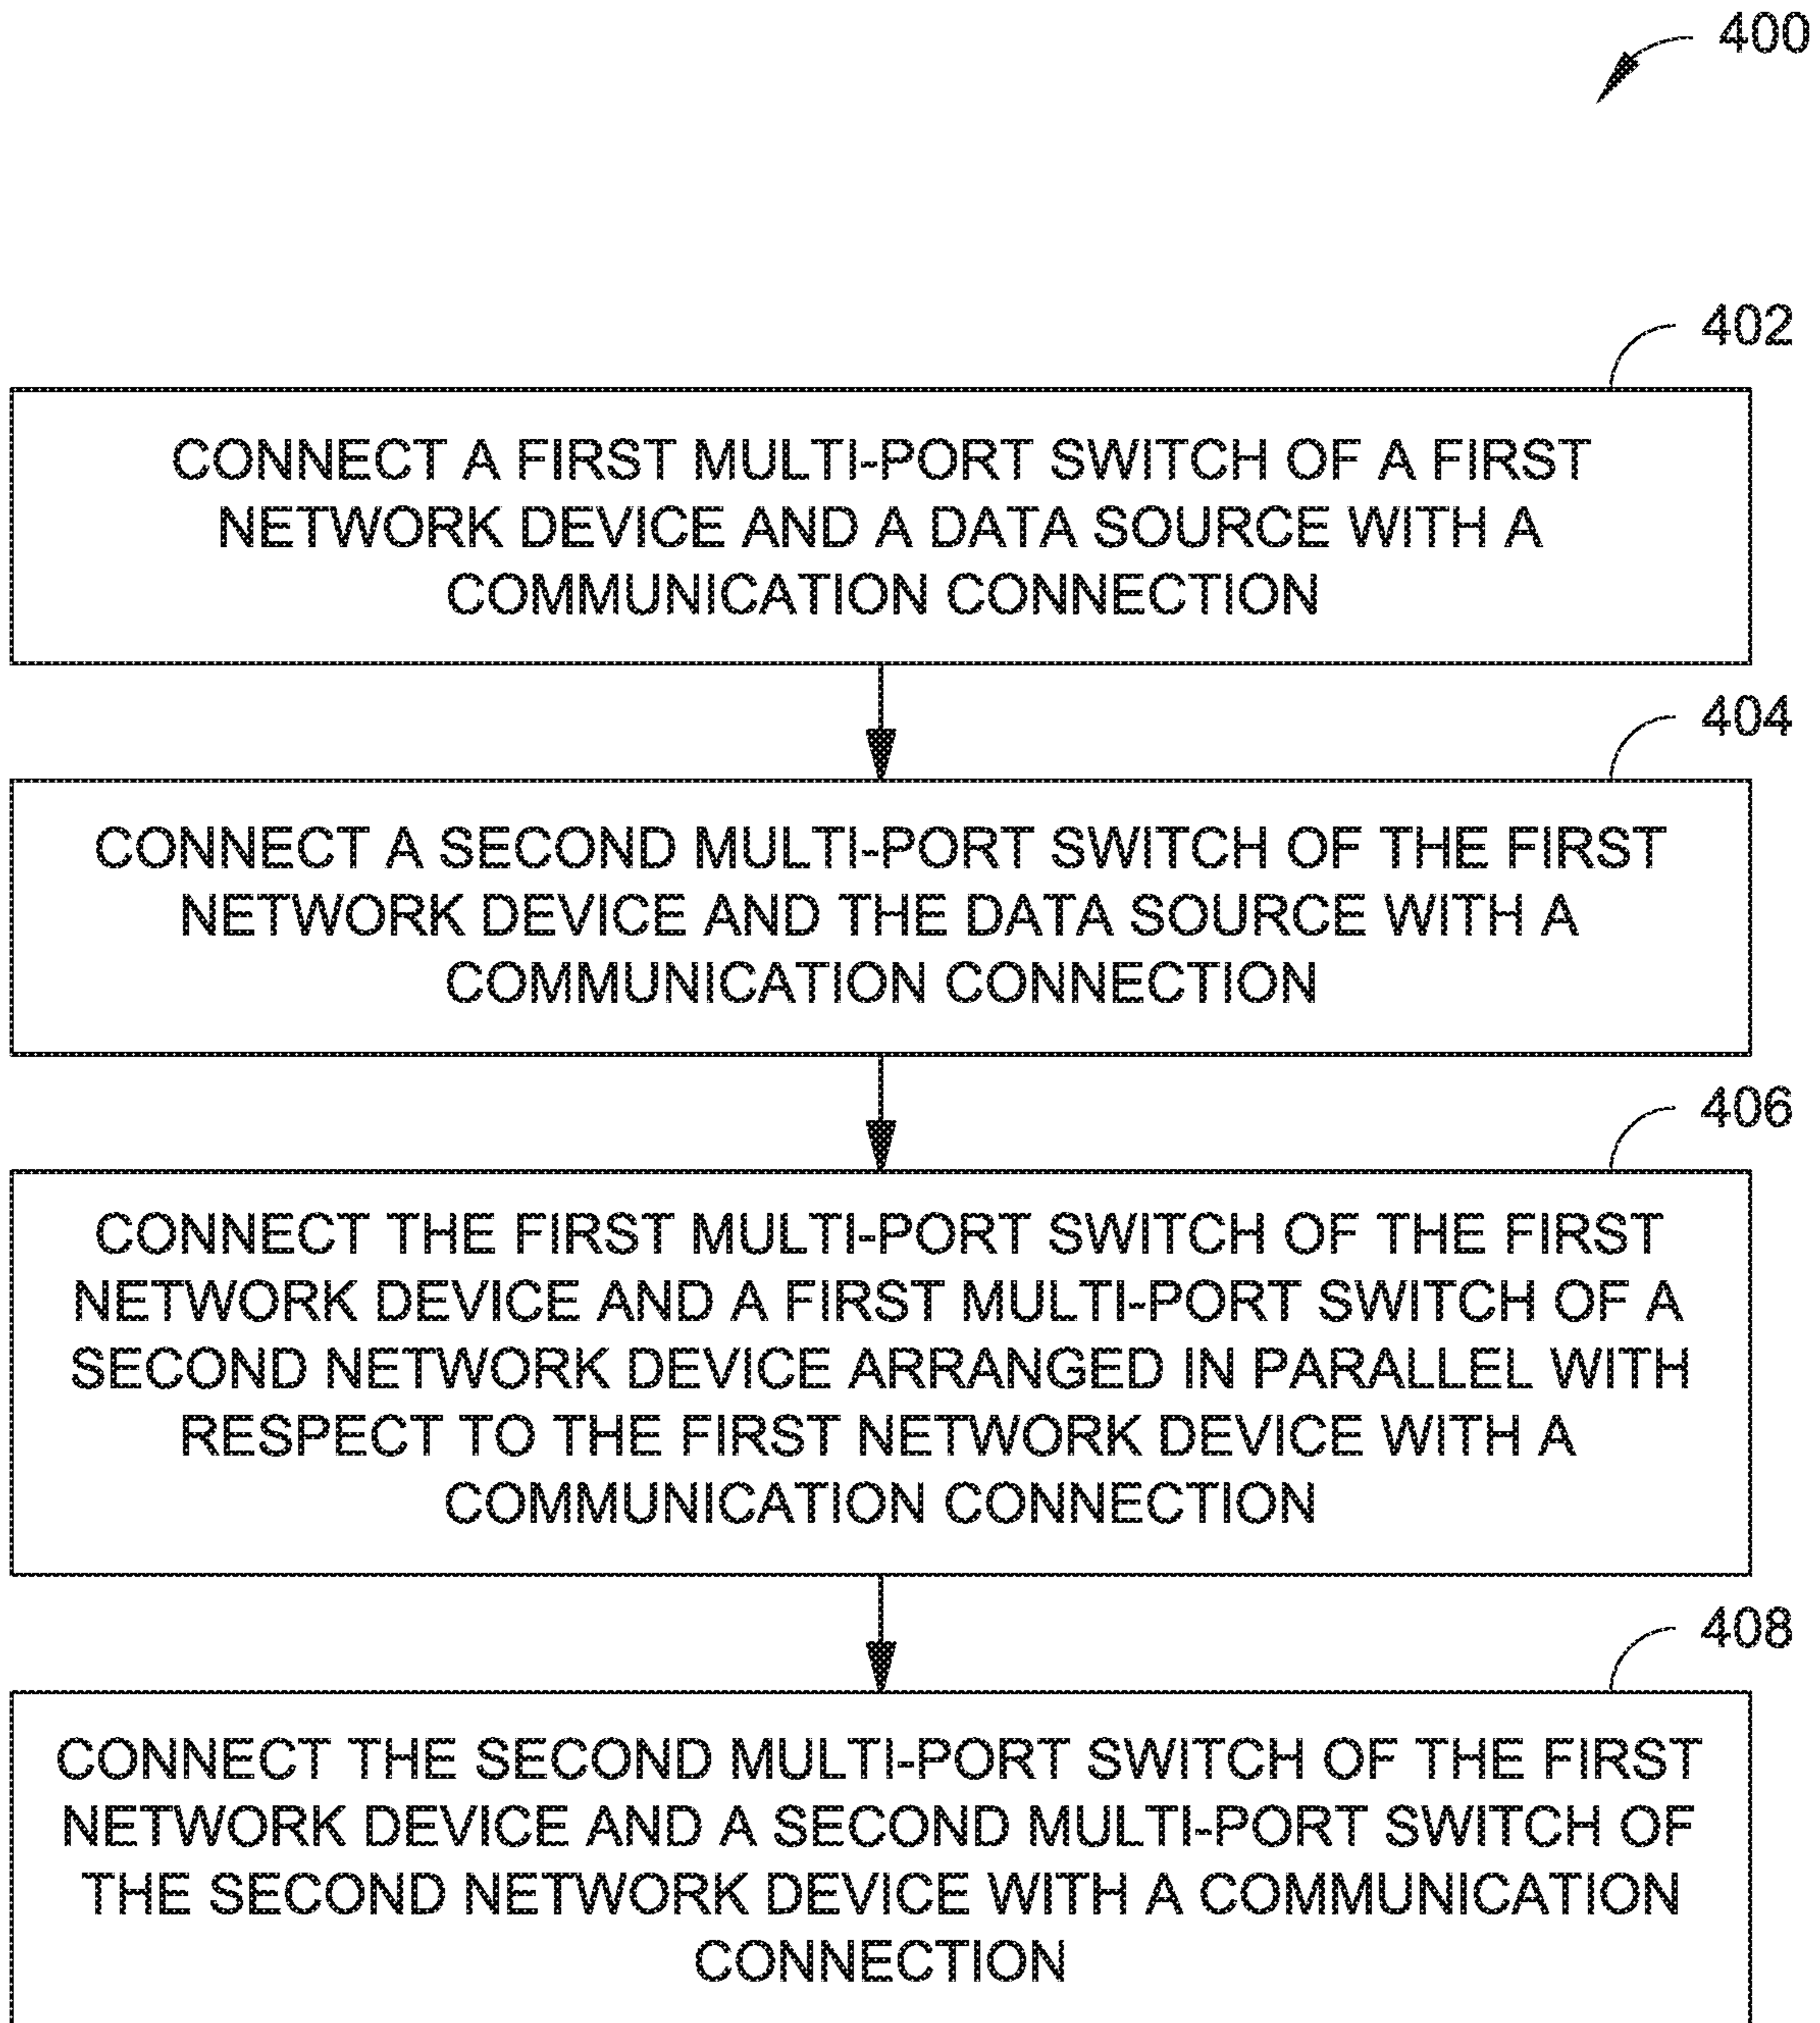 400
402
CONNECT A FIRST MULTI-PORT SWITCH OF A FIRST
NETWORK DEVICE AND A DATA SOURCE WITH A
COMMUNICATION CONNECTION
404
CONNECT A SECOND MULTI-PORT SWITCH OF THE FIRST
NETWORK DEVICE AND THE DATA SOURCE WITH A
COMMUNICATION CONNECTION
406
CONNECT THE FIRST MULTI-PORT SWITCH OF THE FIRST
NETWORK DEVICE AND A FIRST MULTI-PORT SWITCH OF A
SECOND NETWORK DEVICE ARRANGED IN PARALLEL WITH
RESPECT TO THE FIRST NETWORK DEVICE WITH A
COMMUNICATION CONNECTION
408
CONNECT THE SECOND MULTI-PORT SWITCH OF THE FIRST
NETWORK DEVICE AND A SECOND MULTI-PORT SWITCH OF
THE SECOND NETWORK DEVICE WITH A COMMUNICATION
CONNECTION